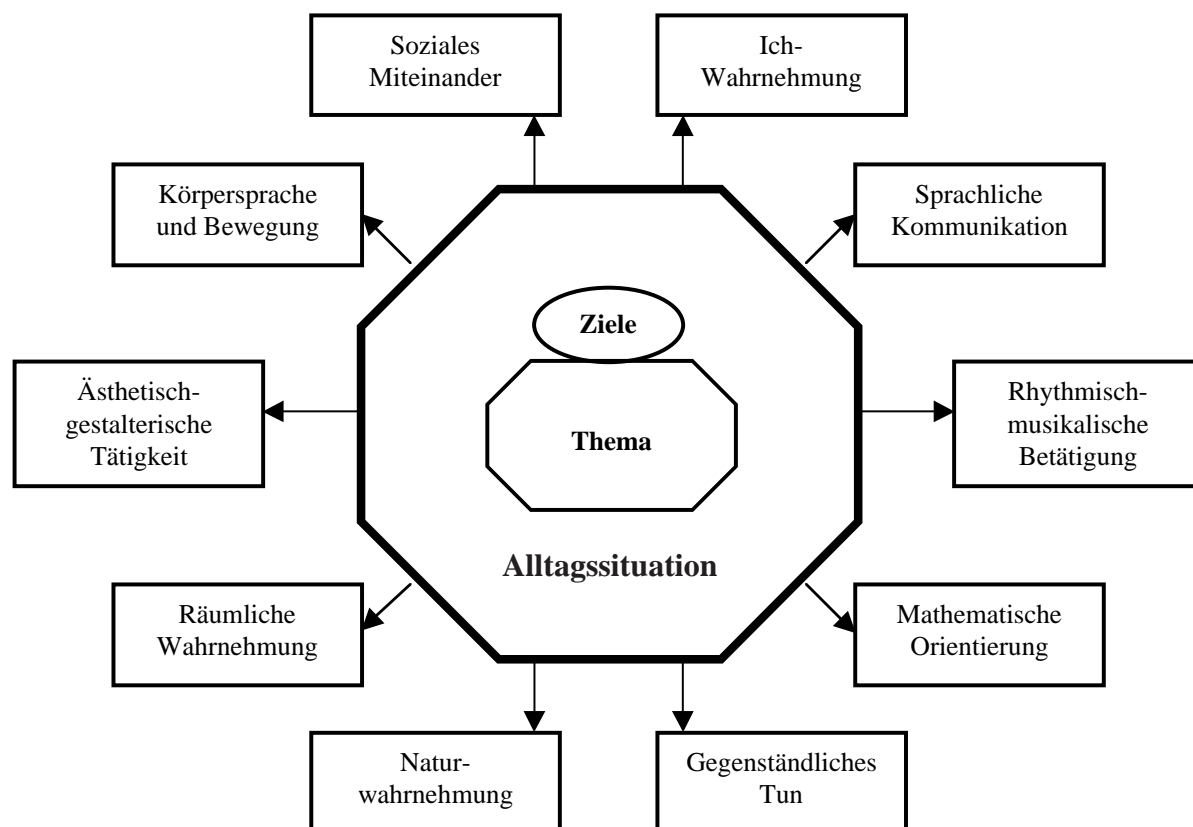 Soziales
Miteinander
Ich-
Wahrnehmung
Körpersprache
und Bewegung
Sprachliche
Kommunikation
Ziele
Ästhetisch-
gestalterische
Tätigkeit
Thema
Rhythmisch-
musikalische
Betätigung
Alltagssituation
Räumliche
Wahrnehmung
Mathematische
Orientierung
Natur-
wahrnehmung
Gegenständliches
Tun